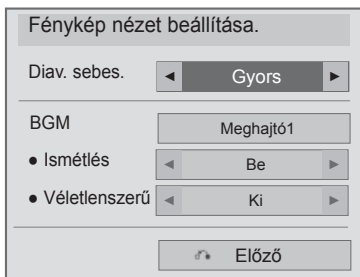 Fénykép nézet beállítása.
Diav. sebes. ◄ Gyors ►
BGM Meghajtó1
● Ismétlés ◄ Be ►
● Véletlenszerű ◄ Ki ►
Előző